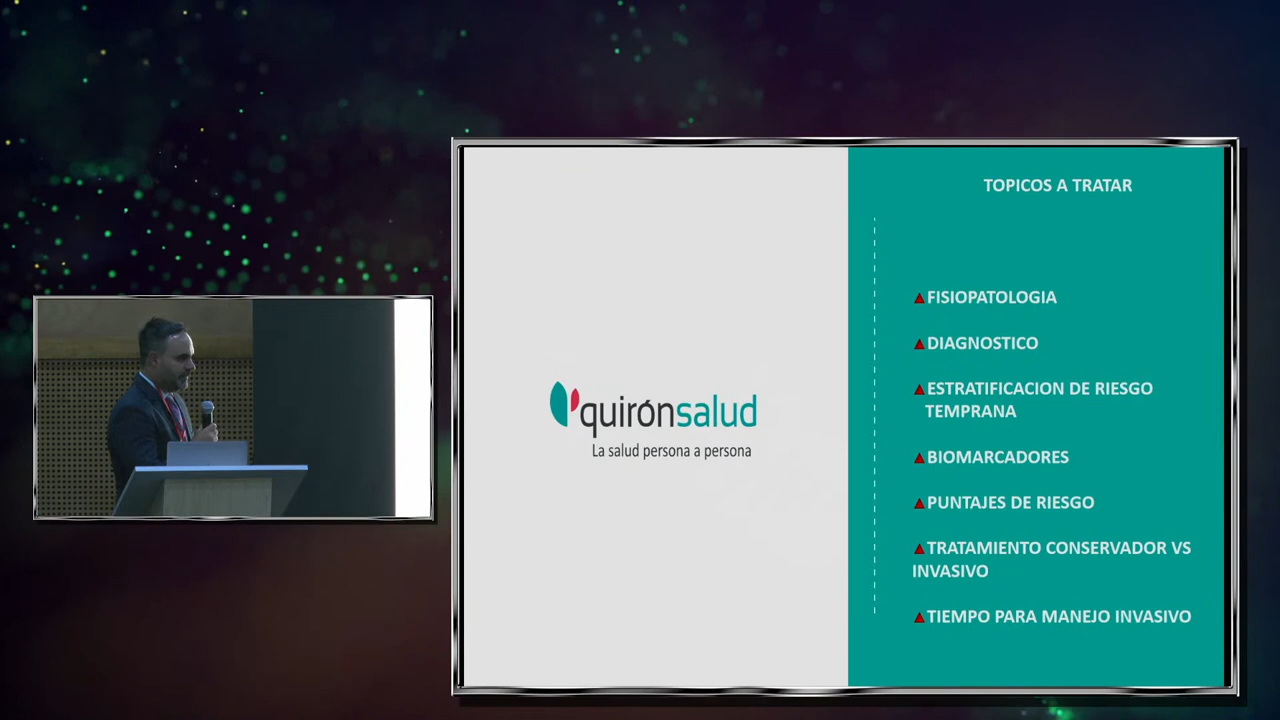 TOPICOS A TRATAR
quirónsalud
La salud persona a persona
FISIOPATOLOGIA
DIAGNOSTICO
ESTRATIFICACION DE RIESGO
TEMPRANA
BIOMARCADORES
PUNTAJES DE RIESGO
TRATAMIENTO CONSERVADOR VS
INVASIVO
TIEMPO PARA MANEJO INVASIVO